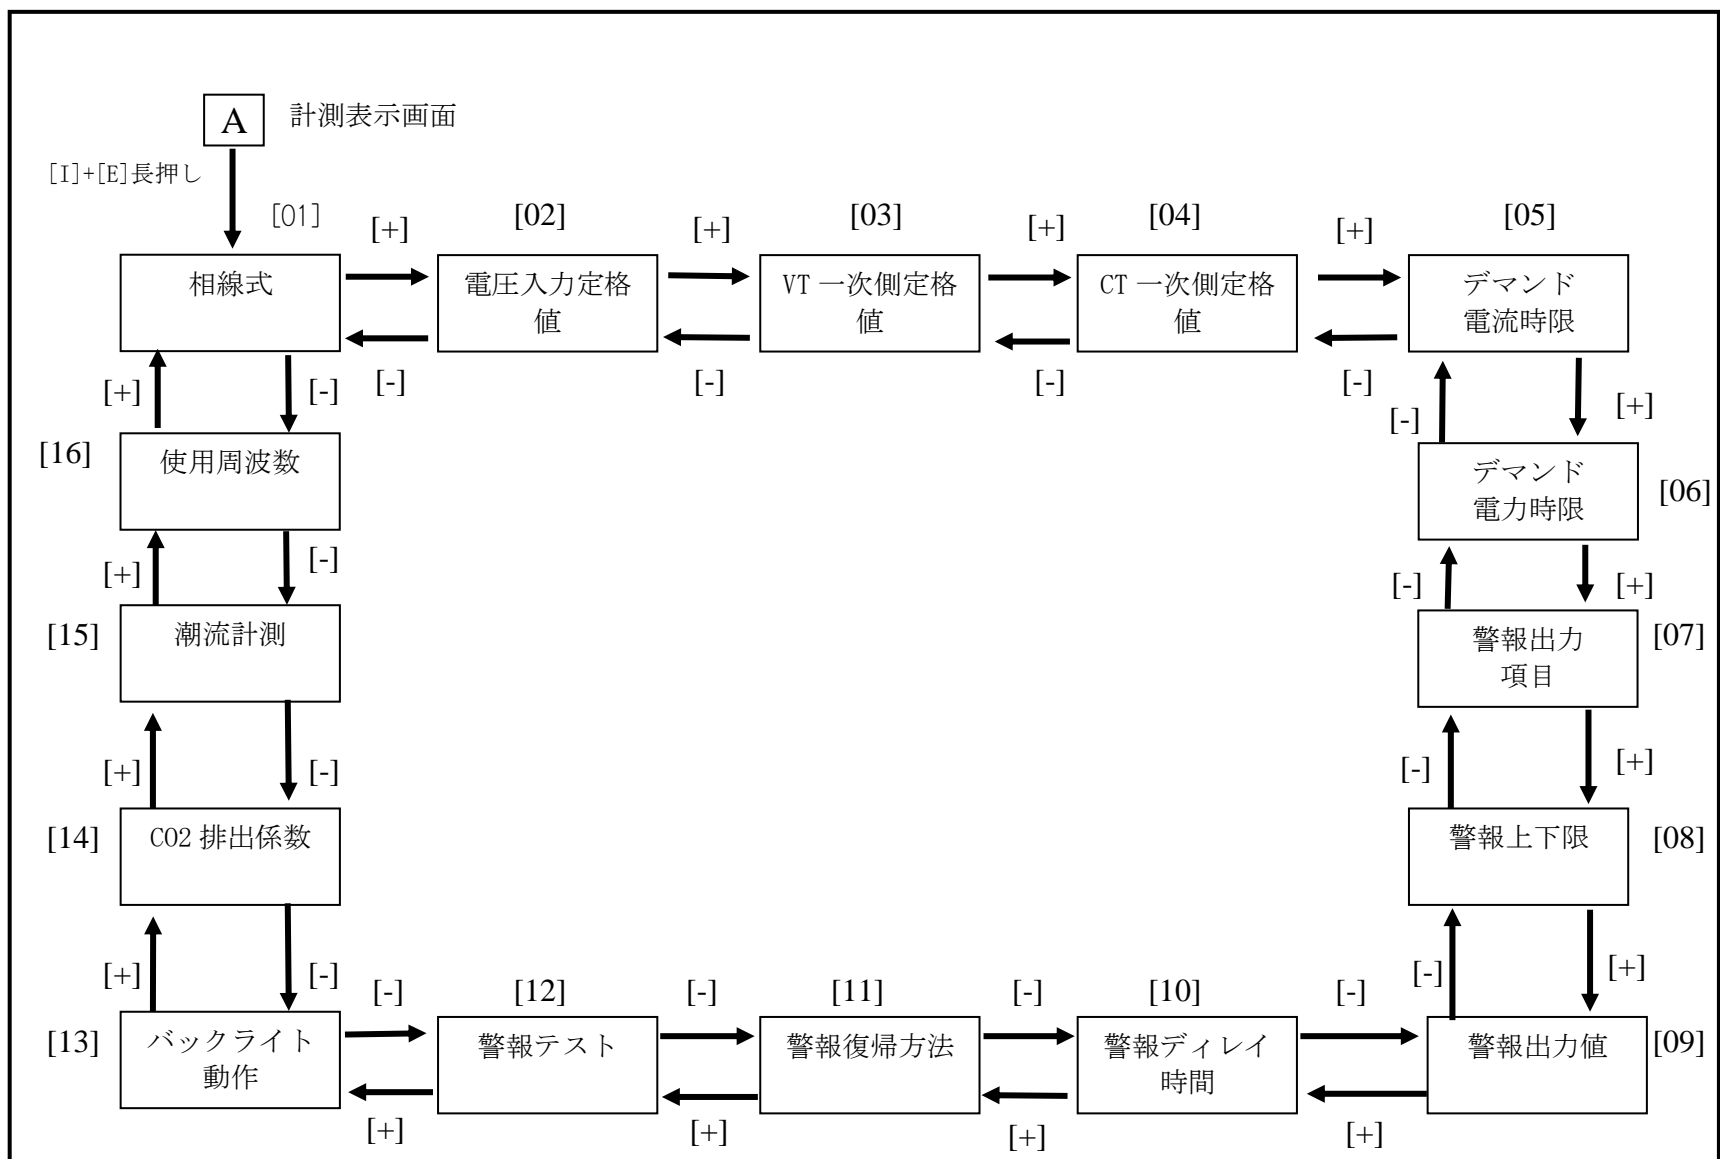 A 計測表示画面
[I]+[E]長押し
[01] [+] [02] [+] [03] [+] [04] [+] [05]
相線式
電圧入力定格
値
VT 一次側定格
値
CT 一次側定格
値
デマンド
電流時限
[-] [-] [-] [-]
[+] [-] [-] [+]
[16] 使用周波数
デマンド
電力時限 [06]
[+] [-] [-] [+]
[15] 潮流計測
警報出力 [07]
項目
[+] [-] [-] [+]
[14] CO2 排出係数
警報上下限 [08]
[+] [-] [-] [+]
[-] [12] [-] [11] [-] [10] [-]
[13] バックライト
動作
警報テスト
警報復帰方法
警報ディレイ
時間
警報出力値 [09]
[+] [+] [+] [+]